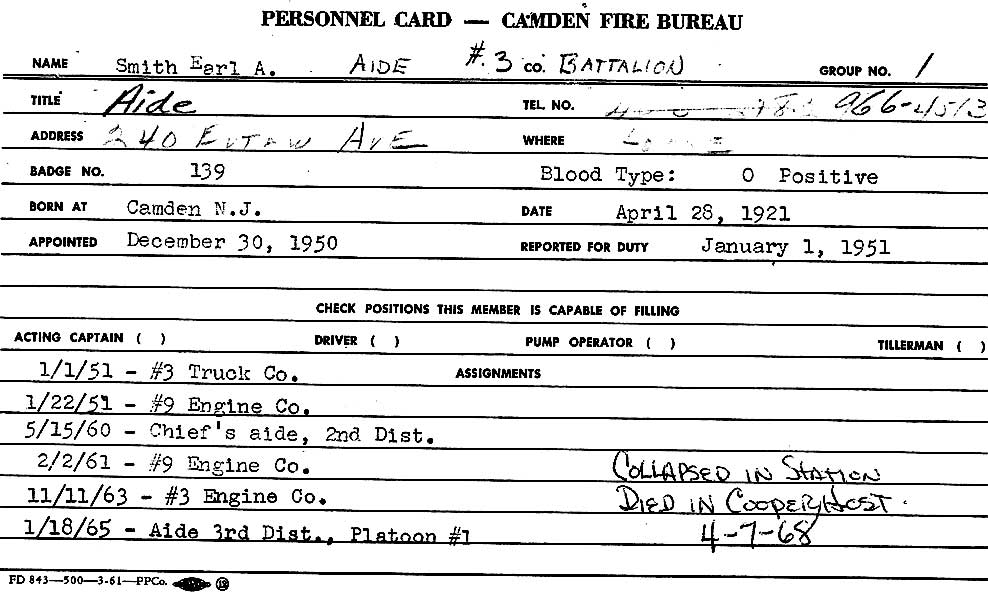 PERSONNEL CARD — CAMDEN FIRE BUREAU
NAME Smith Earl A. AIDE #3 co. BATTALION GROUP NO. 1
TITLE Aide TEL. NO. 966-4513
ADDRESS 240 EUTAW AVE WHERE
BADGE NO. 139 Blood Type: O Positive
BORN AT Camden N.J. DATE April 28, 1921
APPOINTED December 30, 1950 REPORTED FOR DUTY January 1, 1951
CHECK POSITIONS THIS MEMBER IS CAPABLE OF FILLING
ACTING CAPTAIN ( ) DRIVER ( ) PUMP OPERATOR ( ) TILLERMAN ( )
1/1/51 - #3 Truck Co. ASSIGNMENTS
1/22/51 - #9 Engine Co.
5/15/60 - Chief's aide, 2nd Dist.
2/2/61 - #9 Engine Co. COLLAPSED IN STATION
11/11/63 - #3 Engine Co. DIED IN COOPER HOSP.
1/18/65 - Aide 3rd Dist., Platoon #1 4-7-68
FD 843—500—3-61—PPCo.